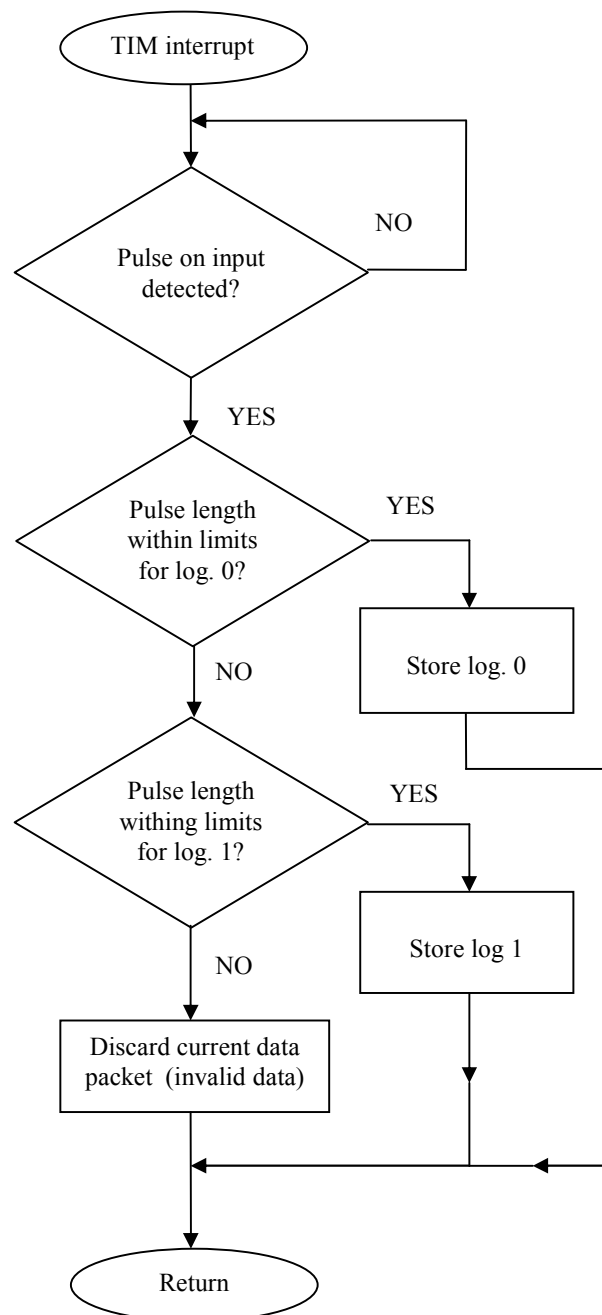 TIM interrupt
NO
Pulse on input
detected?
YES
Pulse length
within limits
for log. 0?
YES
Store log. 0
NO
Pulse length
withing limits
for log. 1?
YES
Store log 1
NO
Discard current data
packet (invalid data)
Return